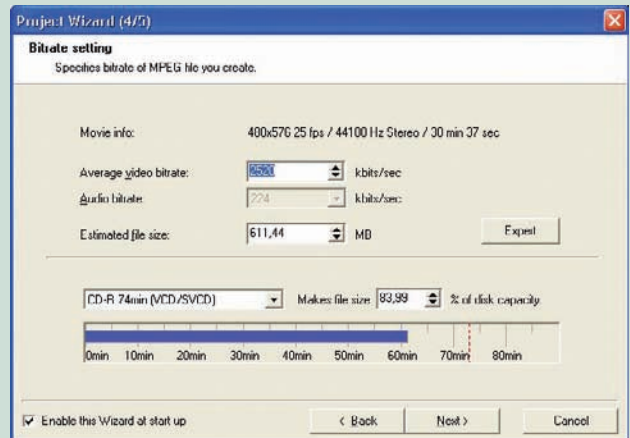 Project Wizard (4/5)
Bitrate setting
Specifies bitrate of MPEG file you create.
Movie info: 480x576 25 fps / 44100 Hz Stereo / 30 min 37 sec
Average video bitrate: 2520 kbits/sec
Audio bitrate: 224 kbits/sec
Estimated file size: 611,44 MB Expert
CD-R 74min (VCD/SVCD) Makes file size 83,99 % of disk capacity.
0min 10min 20min 30min 40min 50min 60min 70min 80min
Enable this Wizard at start up < Back Next > Cancel